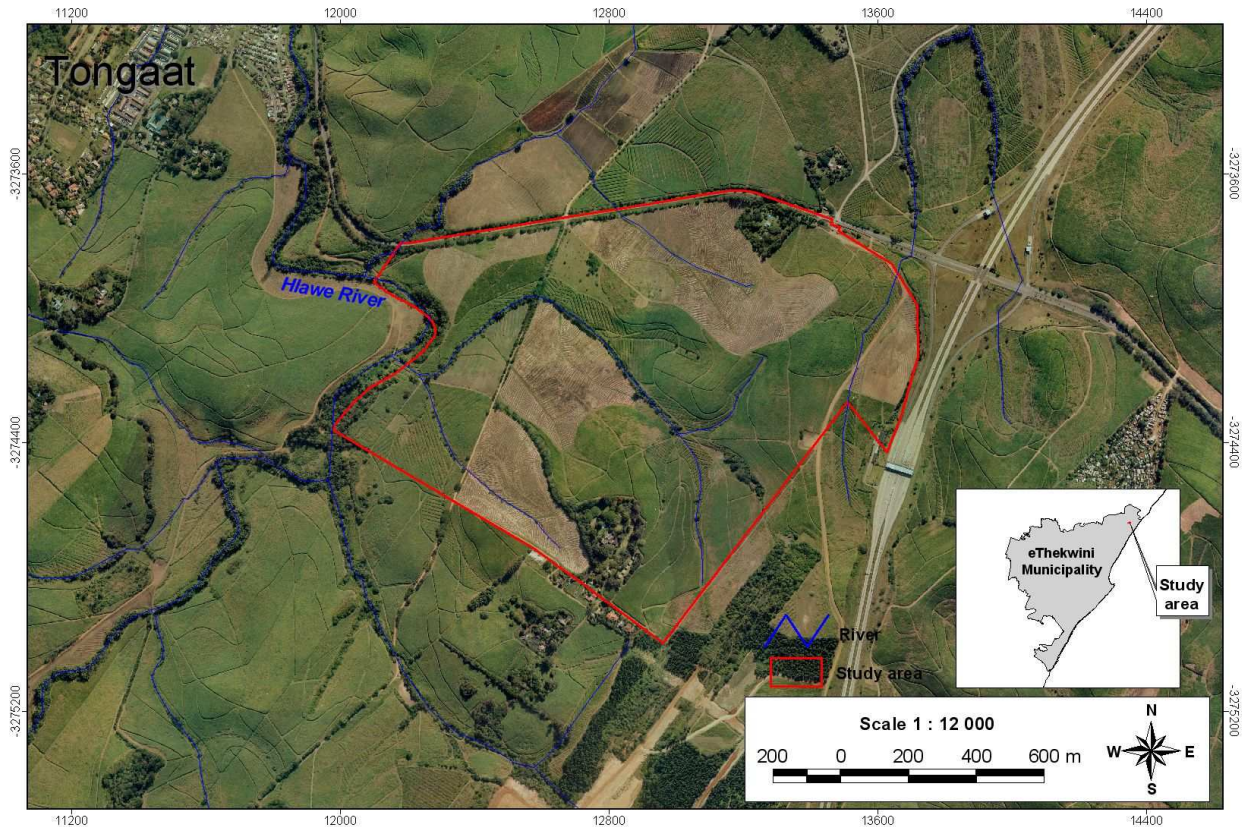 11200 12000 12800 13600 14400
Tongaat
-3273600 -3273600
Hlawe River
-3274400 -3274400
eThekwini
Municipality
Study
area
River
Study area
-3275200 -3275200
Scale 1 : 12 000
200 0 200 400 600 m
N
W E
S
11200 12000 12800 13600 14400